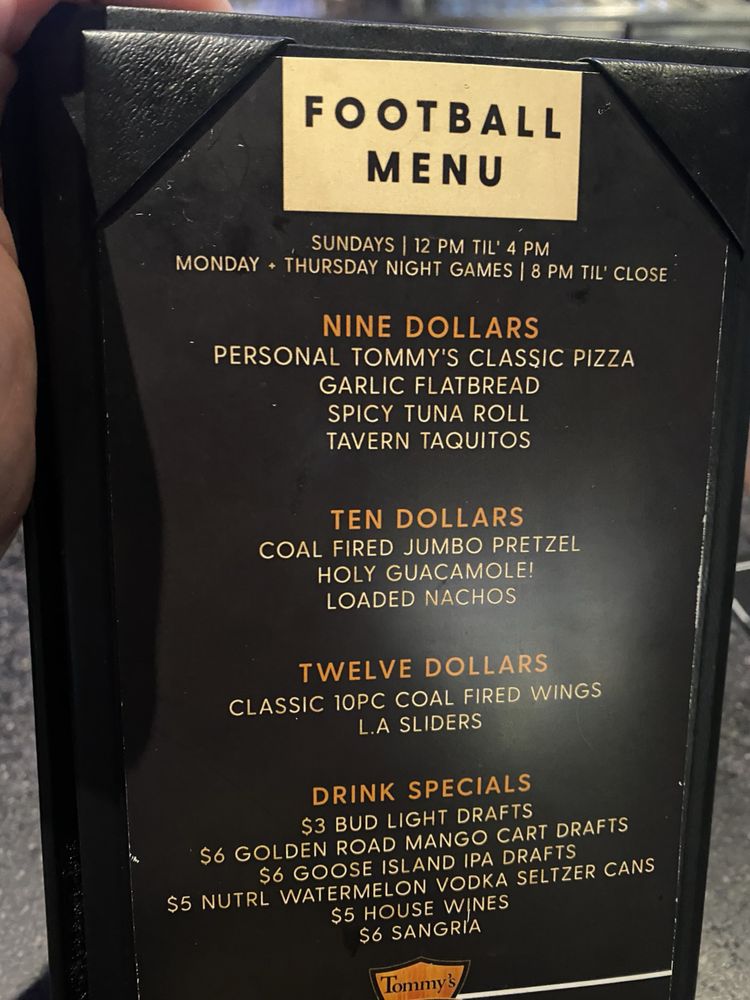 FOOTBALL
MENU
SUNDAYS | 12 PM TIL' 4 PM
MONDAY + THURSDAY NIGHT GAMES | 8 PM TIL' CLOSE
NINE DOLLARS
PERSONAL TOMMY'S CLASSIC PIZZA
GARLIC FLATBREAD
SPICY TUNA ROLL
TAVERN TAQUITOS
TEN DOLLARS
COAL FIRED JUMBO PRETZEL
HOLY GUACAMOLE!
LOADED NACHOS
TWELVE DOLLARS
CLASSIC 10PC COAL FIRED WINGS
L.A SLIDERS
DRINK SPECIALS
$3 BUD LIGHT DRAFTS
$6 GOLDEN ROAD MANGO CART DRAFTS
$6 GOOSE ISLAND IPA DRAFTS
$5 NUTRL WATERMELON VODKA SELTZER CANS
$5 HOUSE WINES
$6 SANGRIA
Tommy's